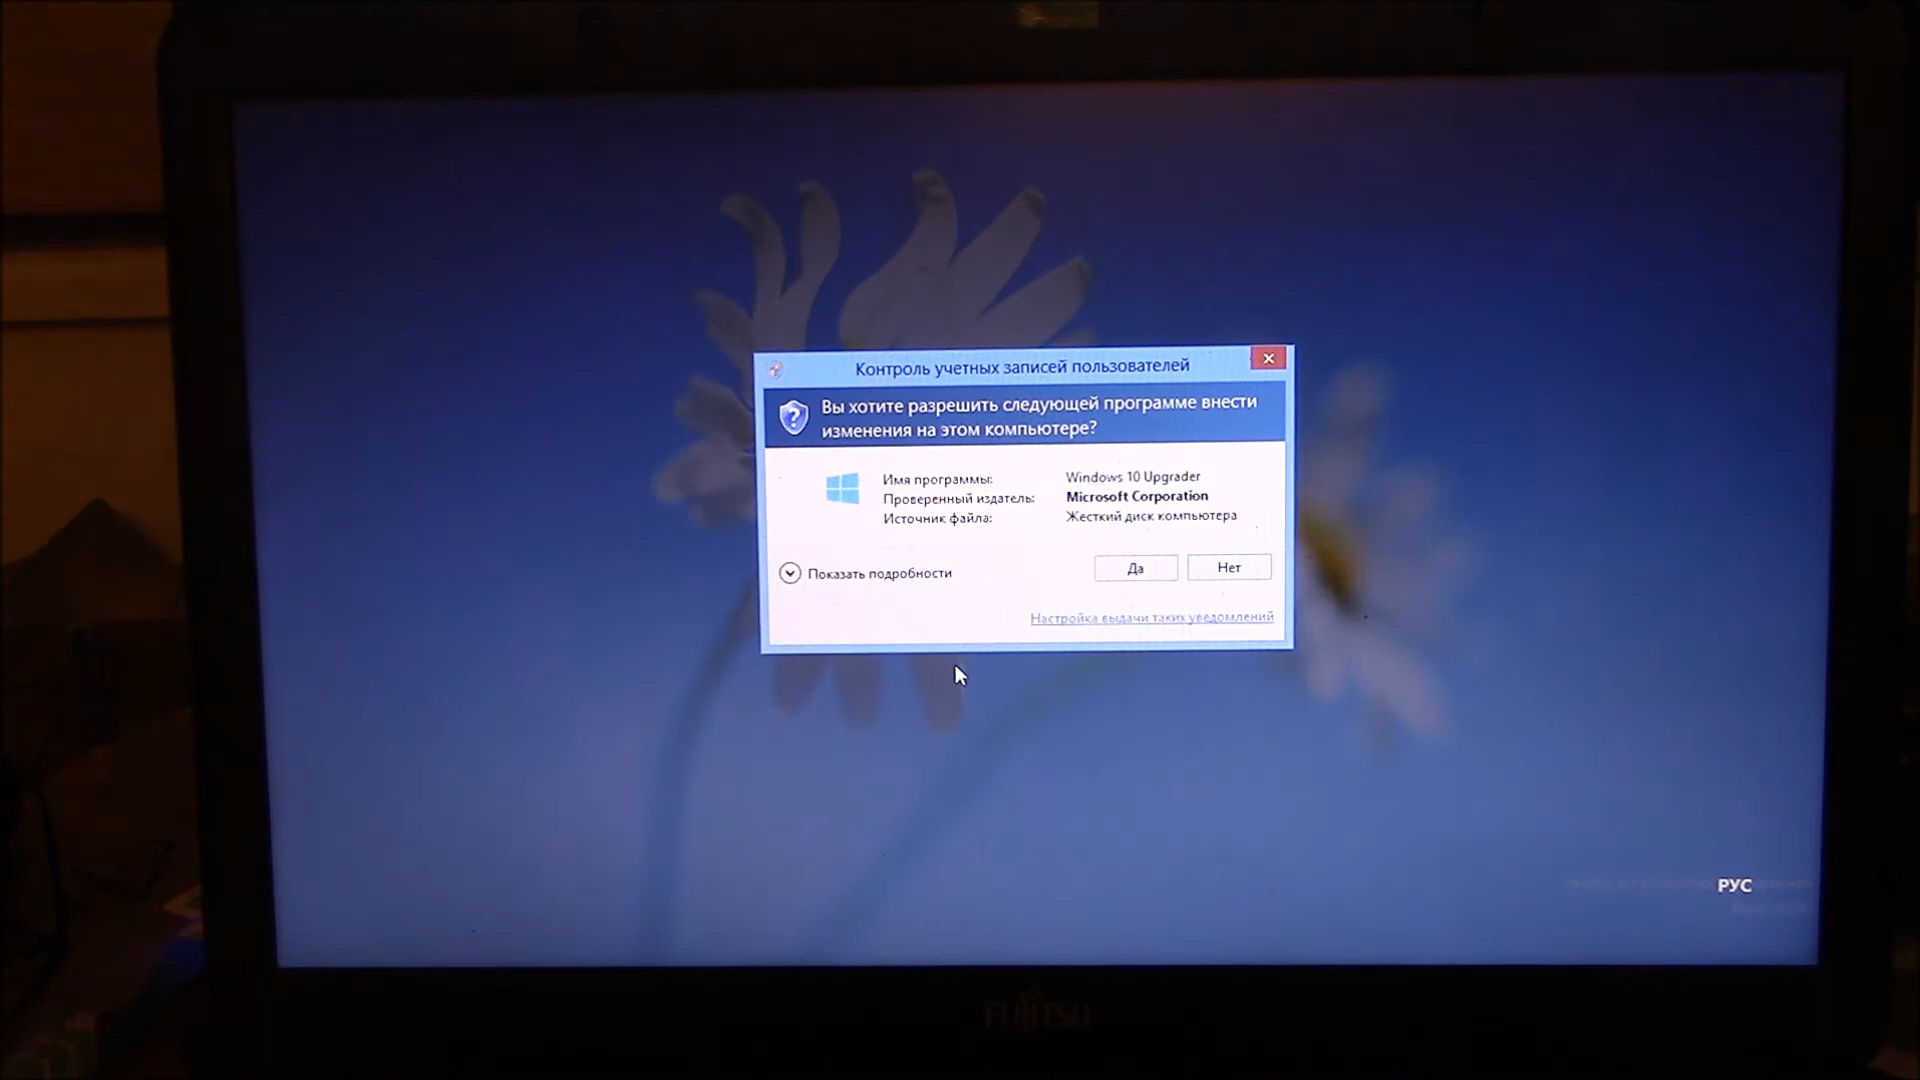 Контроль учетных записей пользователей
Вы хотите разрешить следующей программе внести
изменения на этом компьютере?
Имя программы: Windows 10 Upgrader
Проверенный издатель: Microsoft Corporation
Источник файла: Жесткий диск компьютера
Показать подробности
Да
Нет
Настройка выдачи таких уведомлений
РУС
FUJITSU